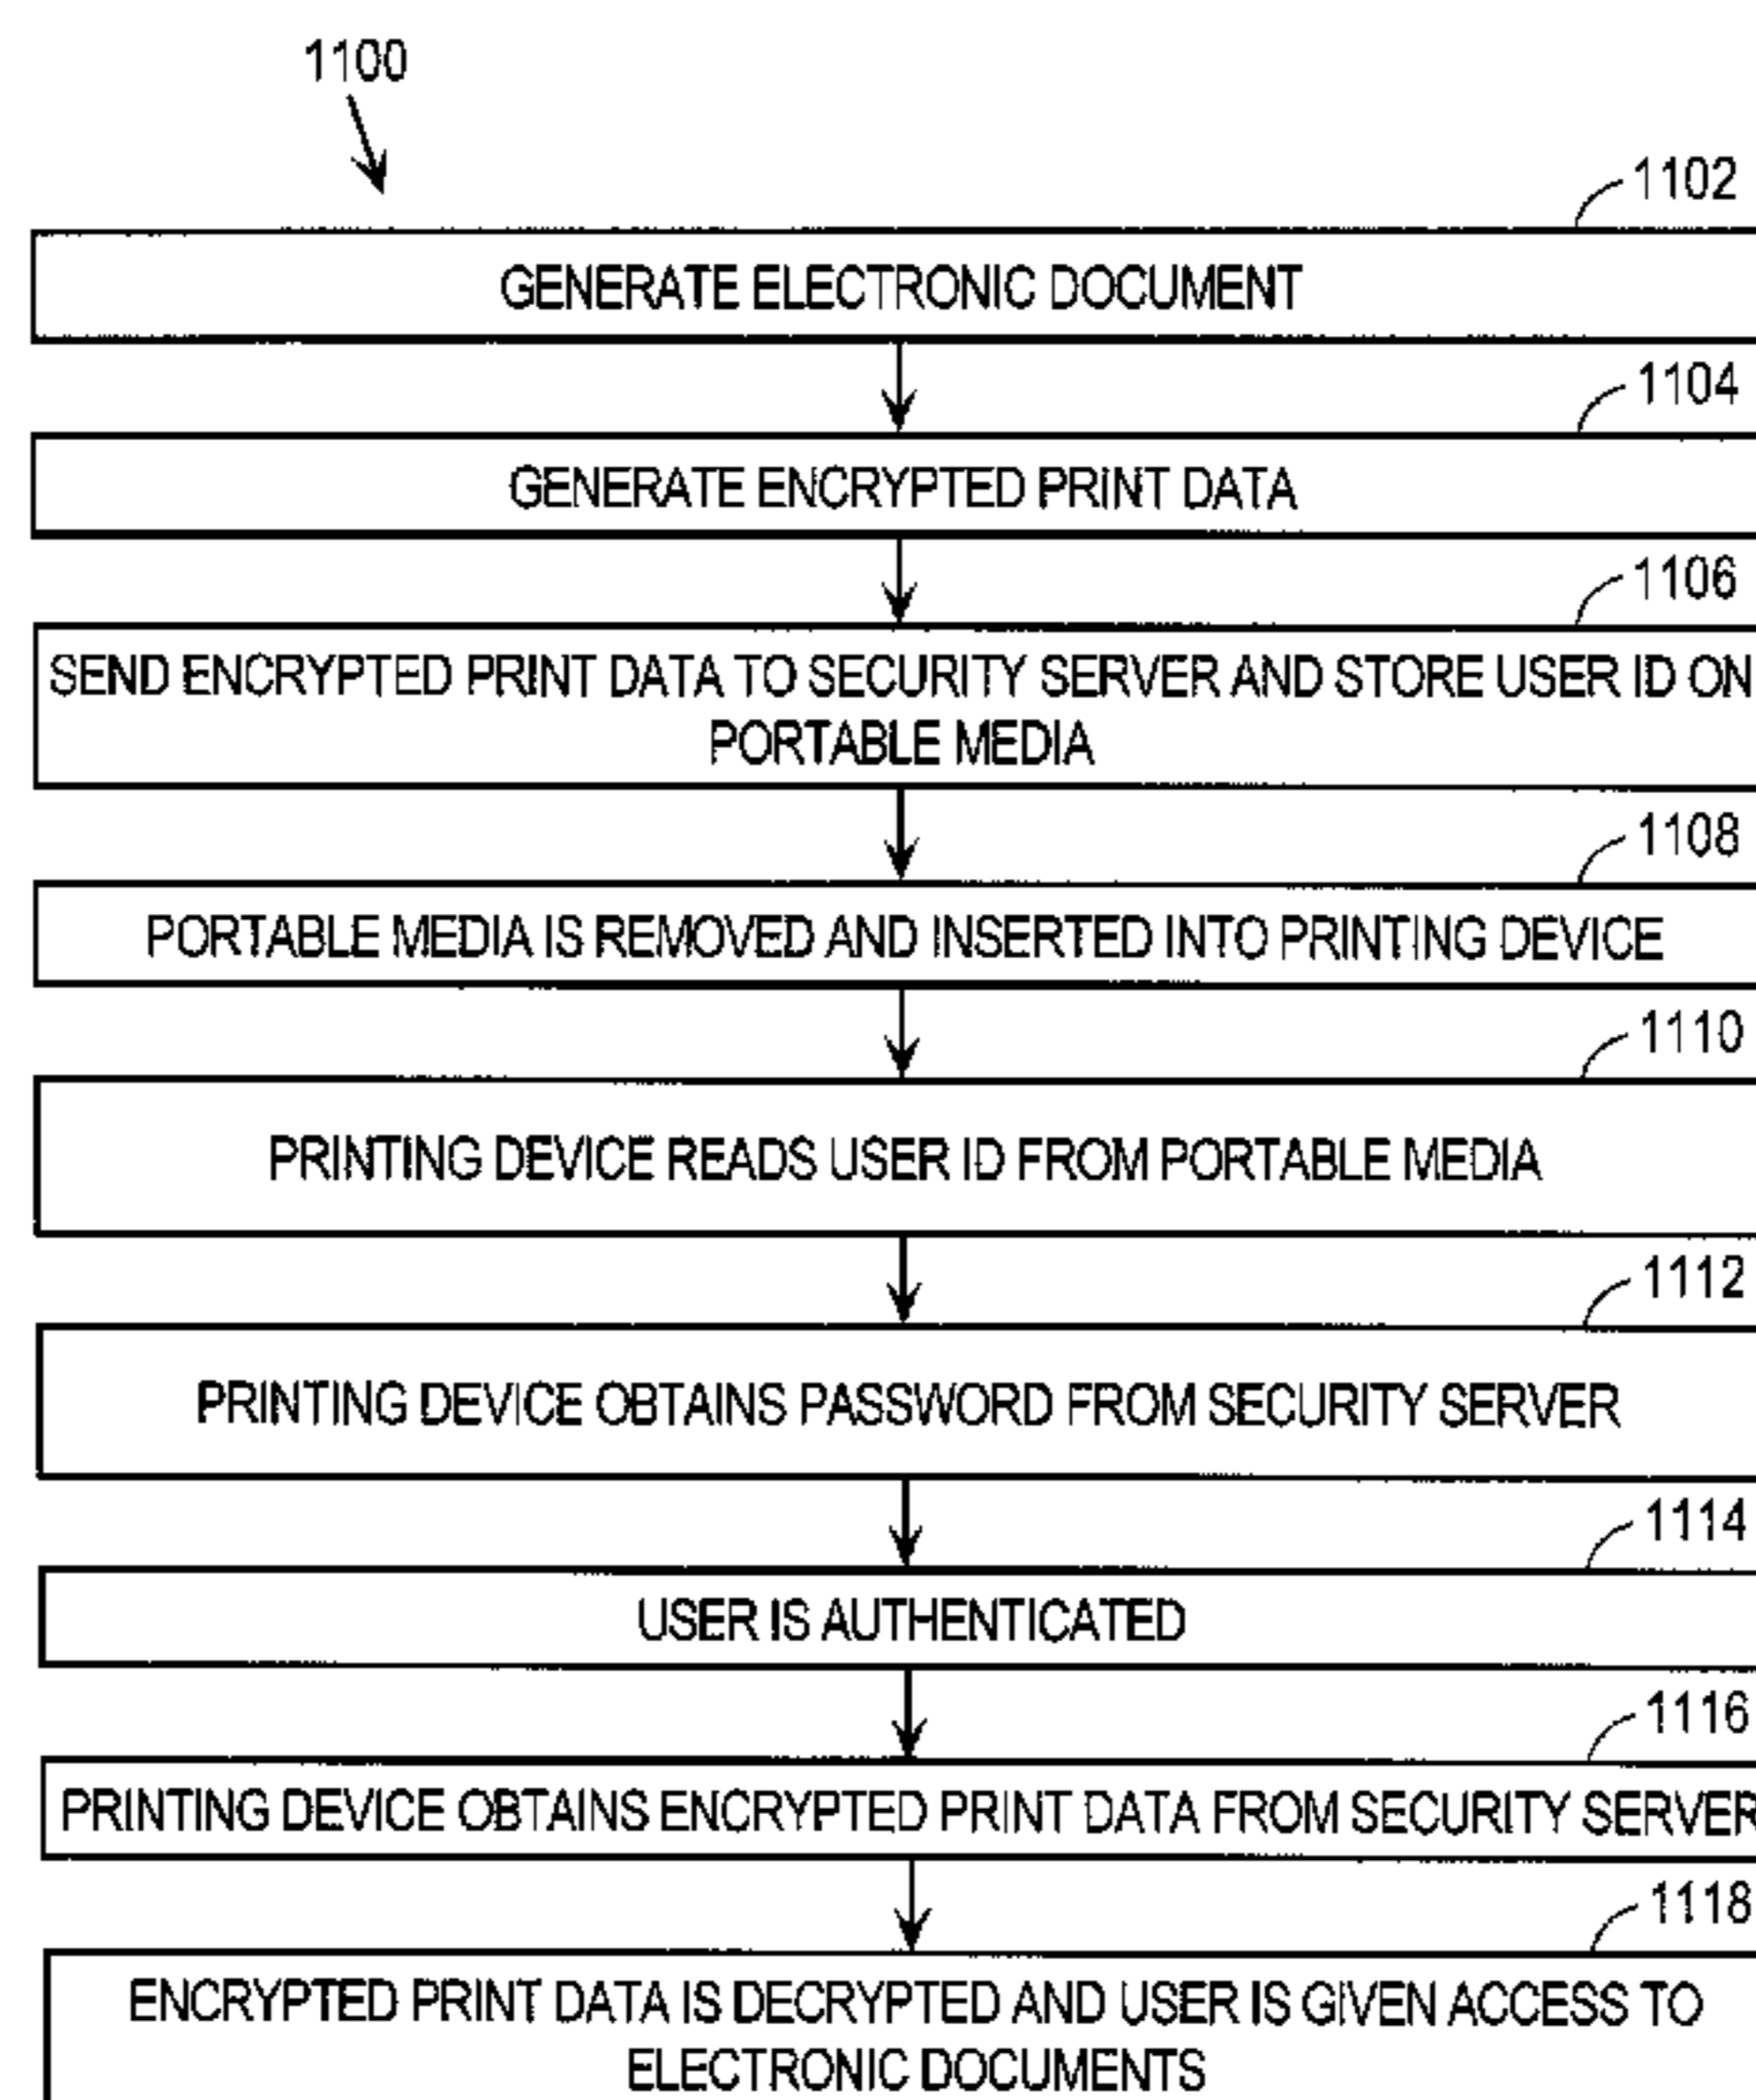 1100
1102
GENERATE ELECTRONIC DOCUMENT
1104
GENERATE ENCRYPTED PRINT DATA
1106
SEND ENCRYPTED PRINT DATA TO SECURITY SERVER AND STORE USER ID ON
PORTABLE MEDIA
1108
PORTABLE MEDIA IS REMOVED AND INSERTED INTO PRINTING DEVICE
1110
PRINTING DEVICE READS USER ID FROM PORTABLE MEDIA
1112
PRINTING DEVICE OBTAINS PASSWORD FROM SECURITY SERVER
1114
USER IS AUTHENTICATED
1116
PRINTING DEVICE OBTAINS ENCRYPTED PRINT DATA FROM SECURITY SERVER
1118
ENCRYPTED PRINT DATA IS DECRYPTED AND USER IS GIVEN ACCESS TO
ELECTRONIC DOCUMENTS